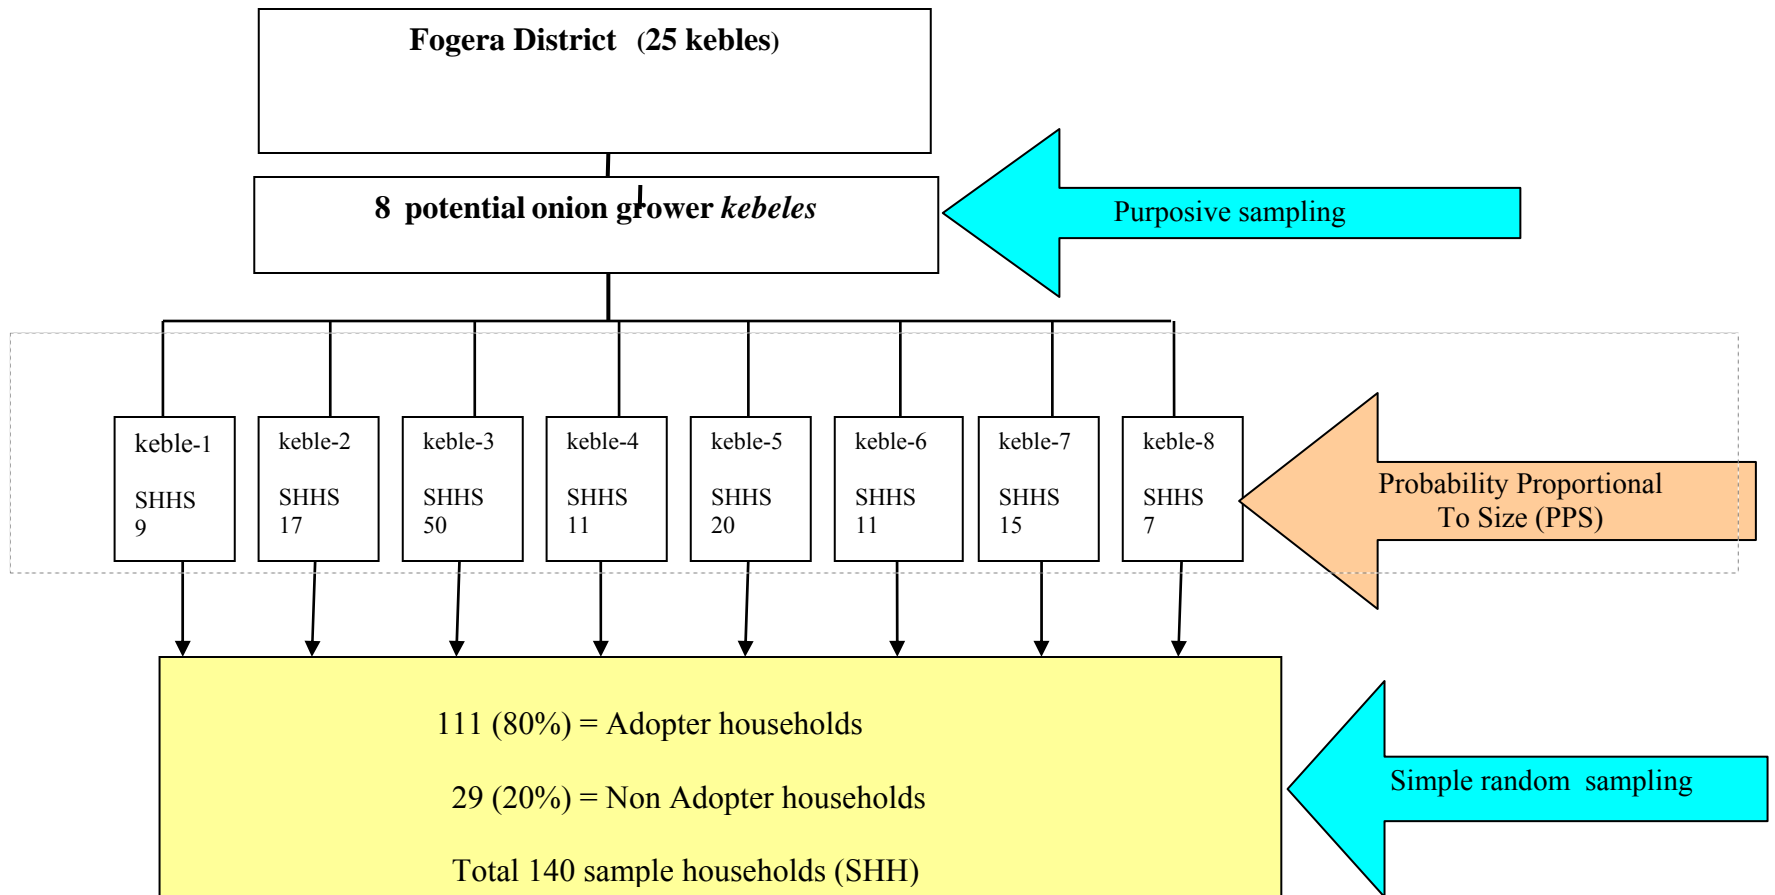 Fogera District (25 kebles)
8 potential onion grower kebeles
Purposive sampling
keble-1
SHHS
9
keble-2
SHHS
17
keble-3
SHHS
50
keble-4
SHHS
11
keble-5
SHHS
20
keble-6
SHHS
11
keble-7
SHHS
15
keble-8
SHHS
7
Probability Proportional
To Size (PPS)
111 (80%) = Adopter households
29 (20%) = Non Adopter households
Total 140 sample households (SHH)
Simple random sampling